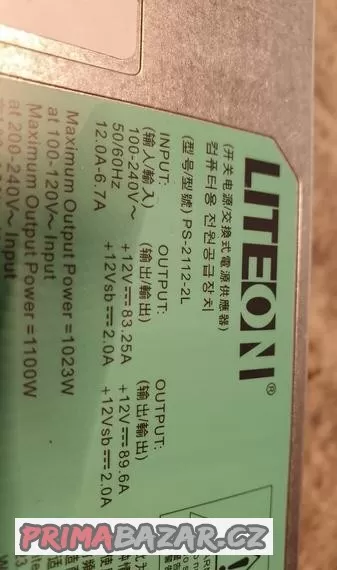 LITEON®
(开关电源/交換式電源供應器)
컴퓨터용 전원공급장치
(型号/型號) PS-2112-2L
INPUT: OUTPUT: OUTPUT:
(输入/輸入) (输出/輸出) (输出/輸出)
100-240V~ +12V⎓83.25A +12V⎓89.6A
50/60Hz +12Vsb⎓2.0A +12Vsb⎓2.0A
12.0A-6.7A
Maximum Output Power =1023W
at 100-120V~ Input
Maximum Output Power =1100W
at 200-240V~ Input
PRIMABAZAR.CZ